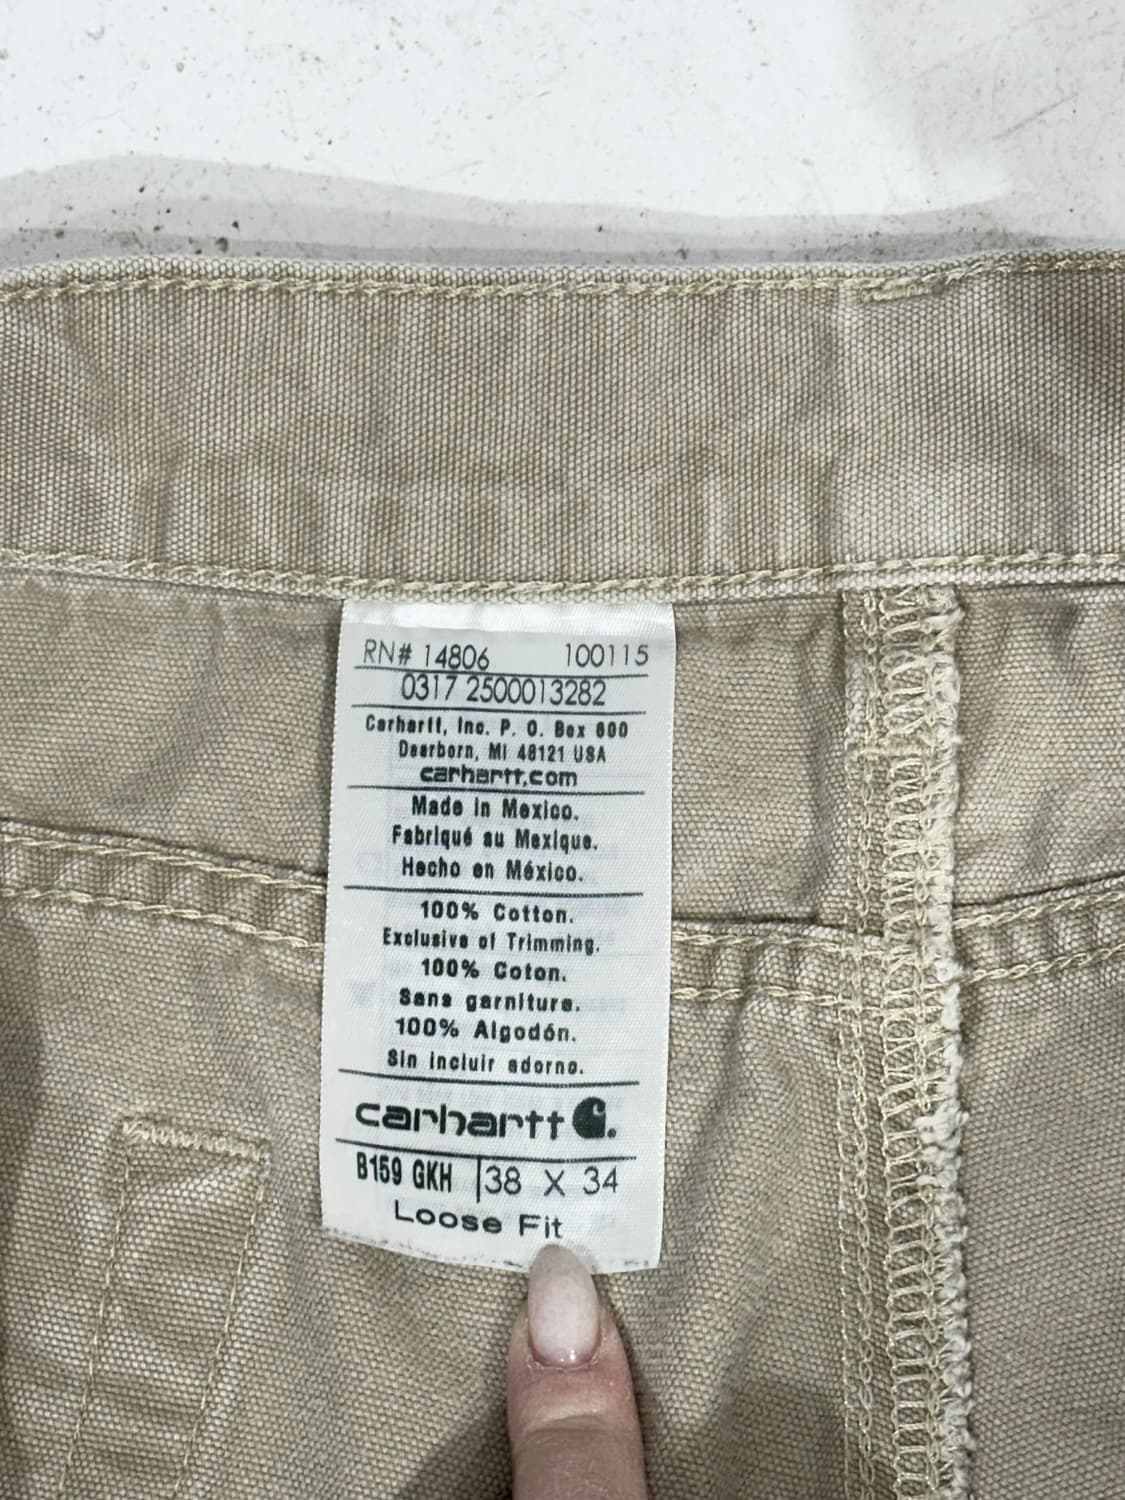 RN# 14806 100115
0317 2500013282
Carhartt, Inc. P. O. Box 600
Dearborn, MI 48121 USA
carhartt.com
Made in Mexico.
Fabriqué au Mexique.
Hecho en México.
100% Cotton.
Exclusive of Trimming.
100% Coton.
Sans garniture.
100% Algodón.
Sin incluir adorno.
carhartt
B159 GKH 38 X 34
Loose Fit